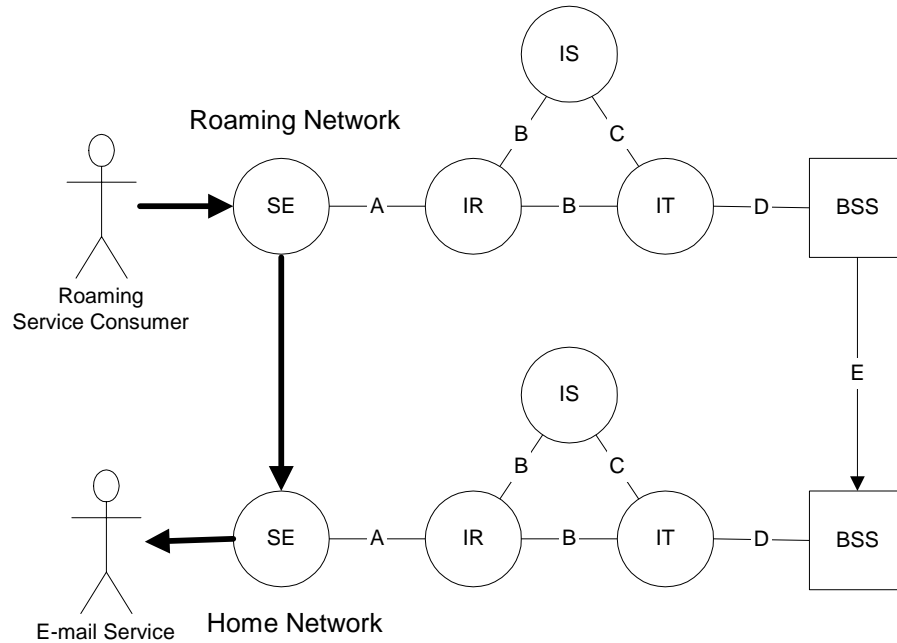 IS
Roaming Network
B
C
SE
A
IR
B
IT
D
BSS
Roaming
Service Consumer
E
IS
B
C
SE
A
IR
B
IT
D
BSS
E-mail Service
Home Network